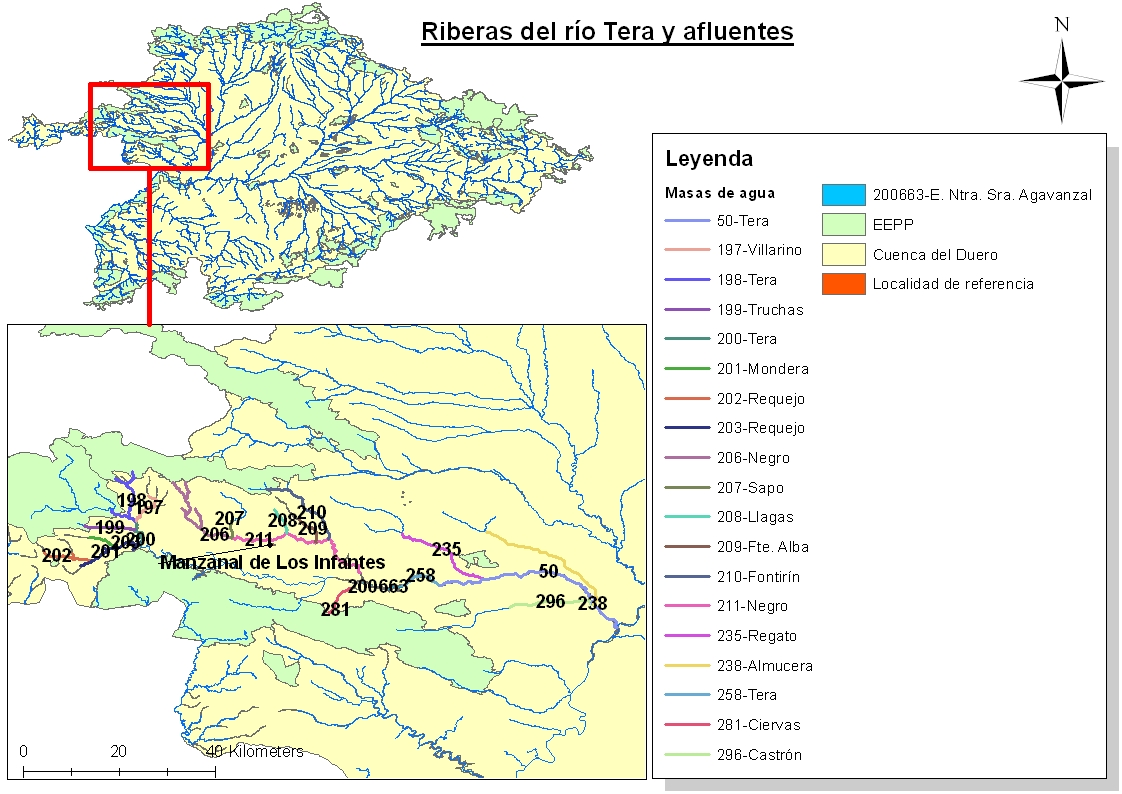 Riberas del río Tera y afluentes
N
Leyenda
Masas de agua
50-Tera
197-Villarino
198-Tera
199-Truchas
200-Tera
201-Mondera
202-Requejo
203-Requejo
206-Negro
207-Sapo
208-Llagas
209-Fte. Alba
210-Fontirín
211-Negro
235-Regato
238-Almucera
258-Tera
281-Ciervas
296-Castrón
200663-E. Ntra. Sra. Agavanzal
EEPP
Cuenca del Duero
Localidad de referencia
198
197
199
200
201
202
206
207
208
209
210
211
Manzanal de Los Infantes
235
200663
258
50
281
296
238
0 20 40 Kilometers